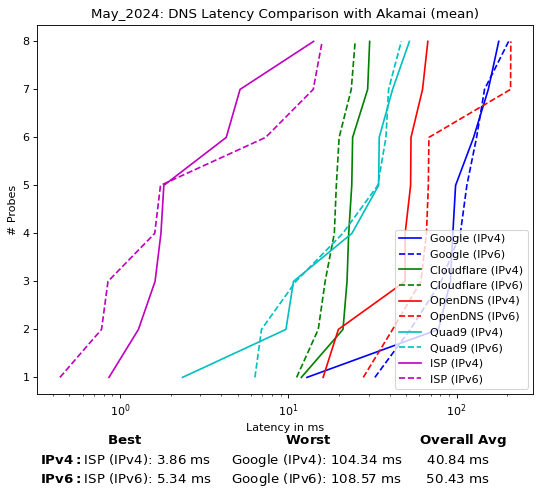 May_2024: DNS Latency Comparison with Akamai (mean)
8
7
6
5
4
3
2
1
# Probes
Google (IPv4)
Google (IPv6)
Cloudflare (IPv4)
Cloudflare (IPv6)
OpenDNS (IPv4)
OpenDNS (IPv6)
Quad9 (IPv4)
Quad9 (IPv6)
ISP (IPv4)
ISP (IPv6)
10⁰ 10¹ 10²
Latency in ms
Best Worst Overall Avg
IPv4: ISP (IPv4): 3.86 ms Google (IPv4): 104.34 ms 40.84 ms
IPv6: ISP (IPv6): 5.34 ms Google (IPv6): 108.57 ms 50.43 ms